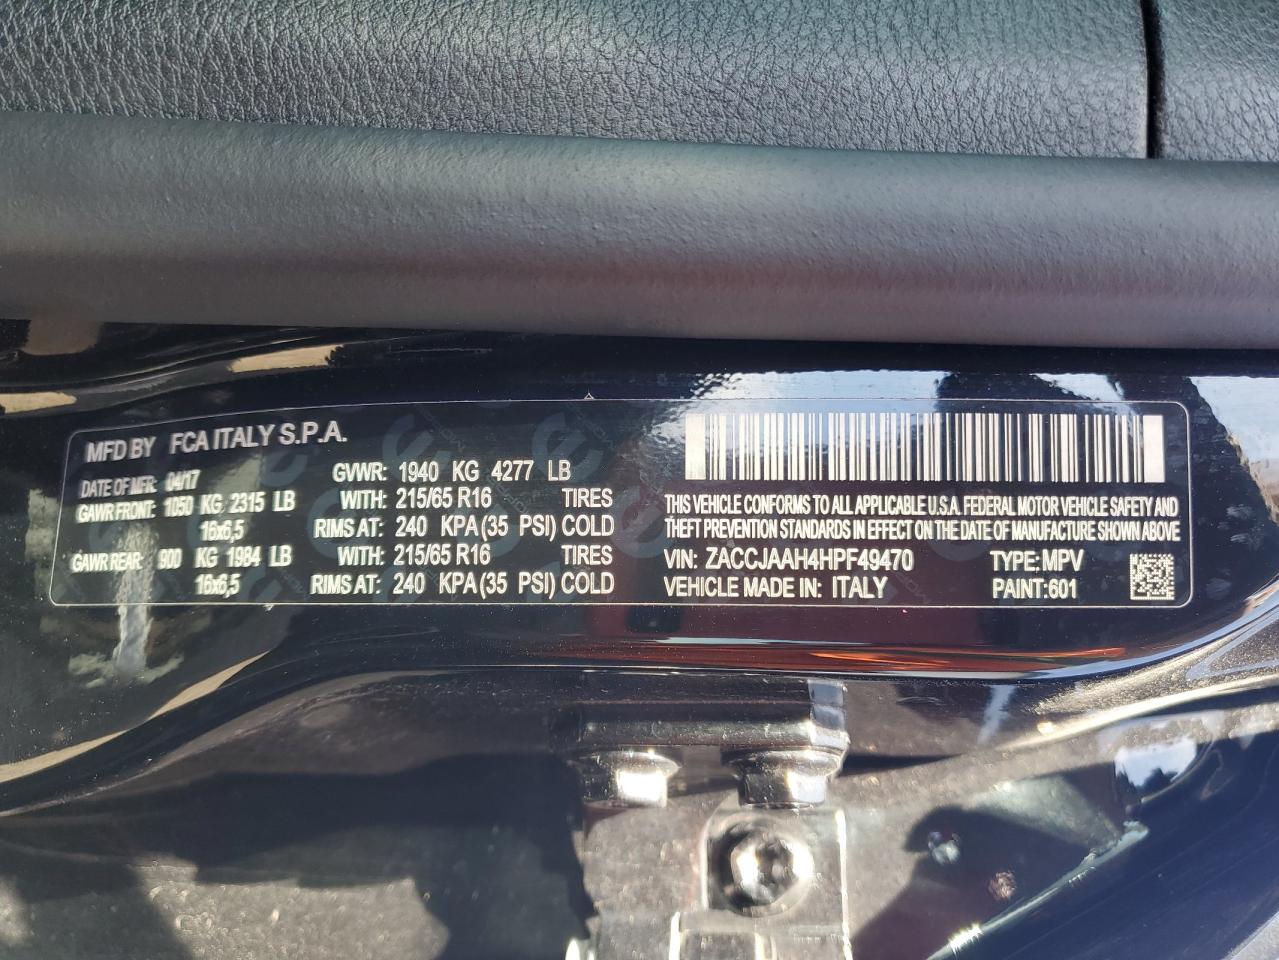 MFD BY FCA ITALY S.P.A.
DATE OF MFR: 04/17 GVWR: 1940 KG 4277 LB
GAWR FRONT: 1050 KG 2315 LB WITH: 215/65 R16 TIRES
16x6,5 RIMS AT: 240 KPA(35 PSI) COLD
GAWR REAR: 900 KG 1984 LB WITH: 215/65 R16 TIRES
16x6,5 RIMS AT: 240 KPA(35 PSI) COLD
THIS VEHICLE CONFORMS TO ALL APPLICABLE U.S.A. FEDERAL MOTOR VEHICLE SAFETY AND
THEFT PREVENTION STANDARDS IN EFFECT ON THE DATE OF MANUFACTURE SHOWN ABOVE
VIN: ZACCJAAH4HPF49470 TYPE:MPV
VEHICLE MADE IN: ITALY PAINT:601